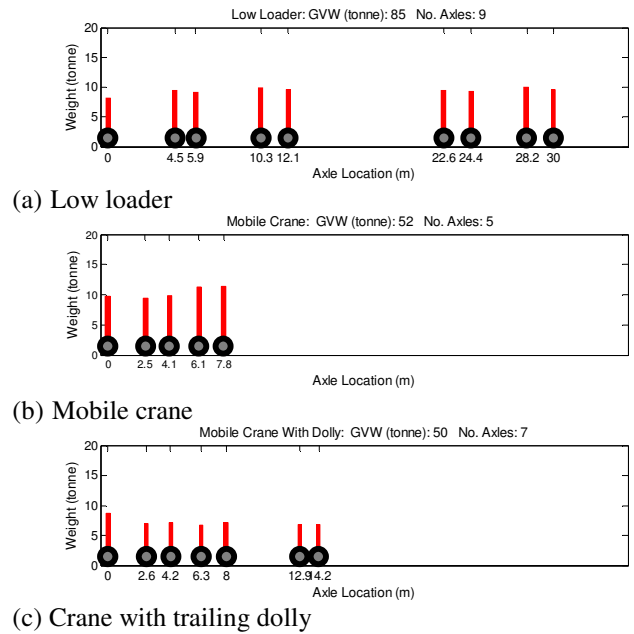 Low Loader: GVW (tonne): 85 No. Axles: 9
20
15
10
5
0
Weight (tonne)
0 4.5 5.9 10.3 12.1 22.6 24.4 28.2 30
Axle Location (m)
(a) Low loader
Mobile Crane: GVW (tonne): 52 No. Axles: 5
20
15
10
5
0
Weight (tonne)
0 2.5 4.1 6.1 7.8
Axle Location (m)
(b) Mobile crane
Mobile Crane With Dolly: GVW (tonne): 50 No. Axles: 7
20
15
10
5
0
Weight (tonne)
0 2.6 4.2 6.3 8 12.9 14.2
Axle Location (m)
(c) Crane with trailing dolly